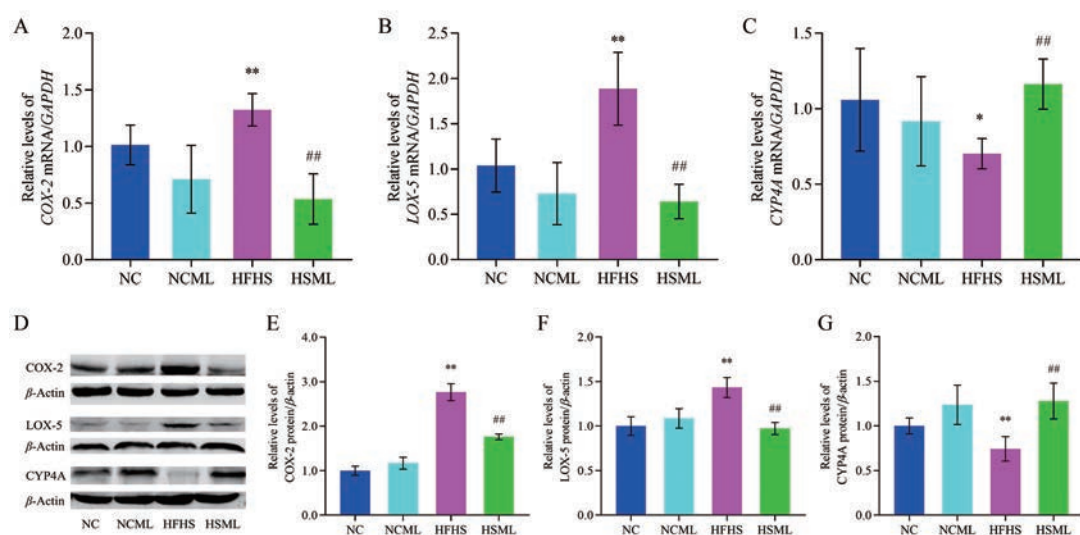 A
Relative levels of
COX-2 mRNA/GAPDH
2.0
1.5
1.0
0.5
0.0
**
##
NC NCML HFHS HSML
B
Relative levels of
LOX-5 mRNA/GAPDH
2.5
2.0
1.5
1.0
0.5
0.0
**
##
NC NCML HFHS HSML
C
Relative levels of
CYP4A mRNA/GAPDH
1.5
1.0
0.5
0.0
*
##
NC NCML HFHS HSML
D
COX-2
β-Actin
LOX-5
β-Actin
CYP4A
β-Actin
NC NCML HFHS HSML
E
Relative levels of
COX-2 protein/β-actin
4.0
3.0
2.0
1.0
0.0
**
##
NC NCML HFHS HSML
F
Relative levels of
LOX-5 protein/β-actin
2.0
1.5
1.0
0.5
0.0
**
##
NC NCML HFHS HSML
G
Relative levels of
CYP4A protein/β-actin
2.0
1.5
1.0
0.5
0.0
**
##
NC NCML HFHS HSML